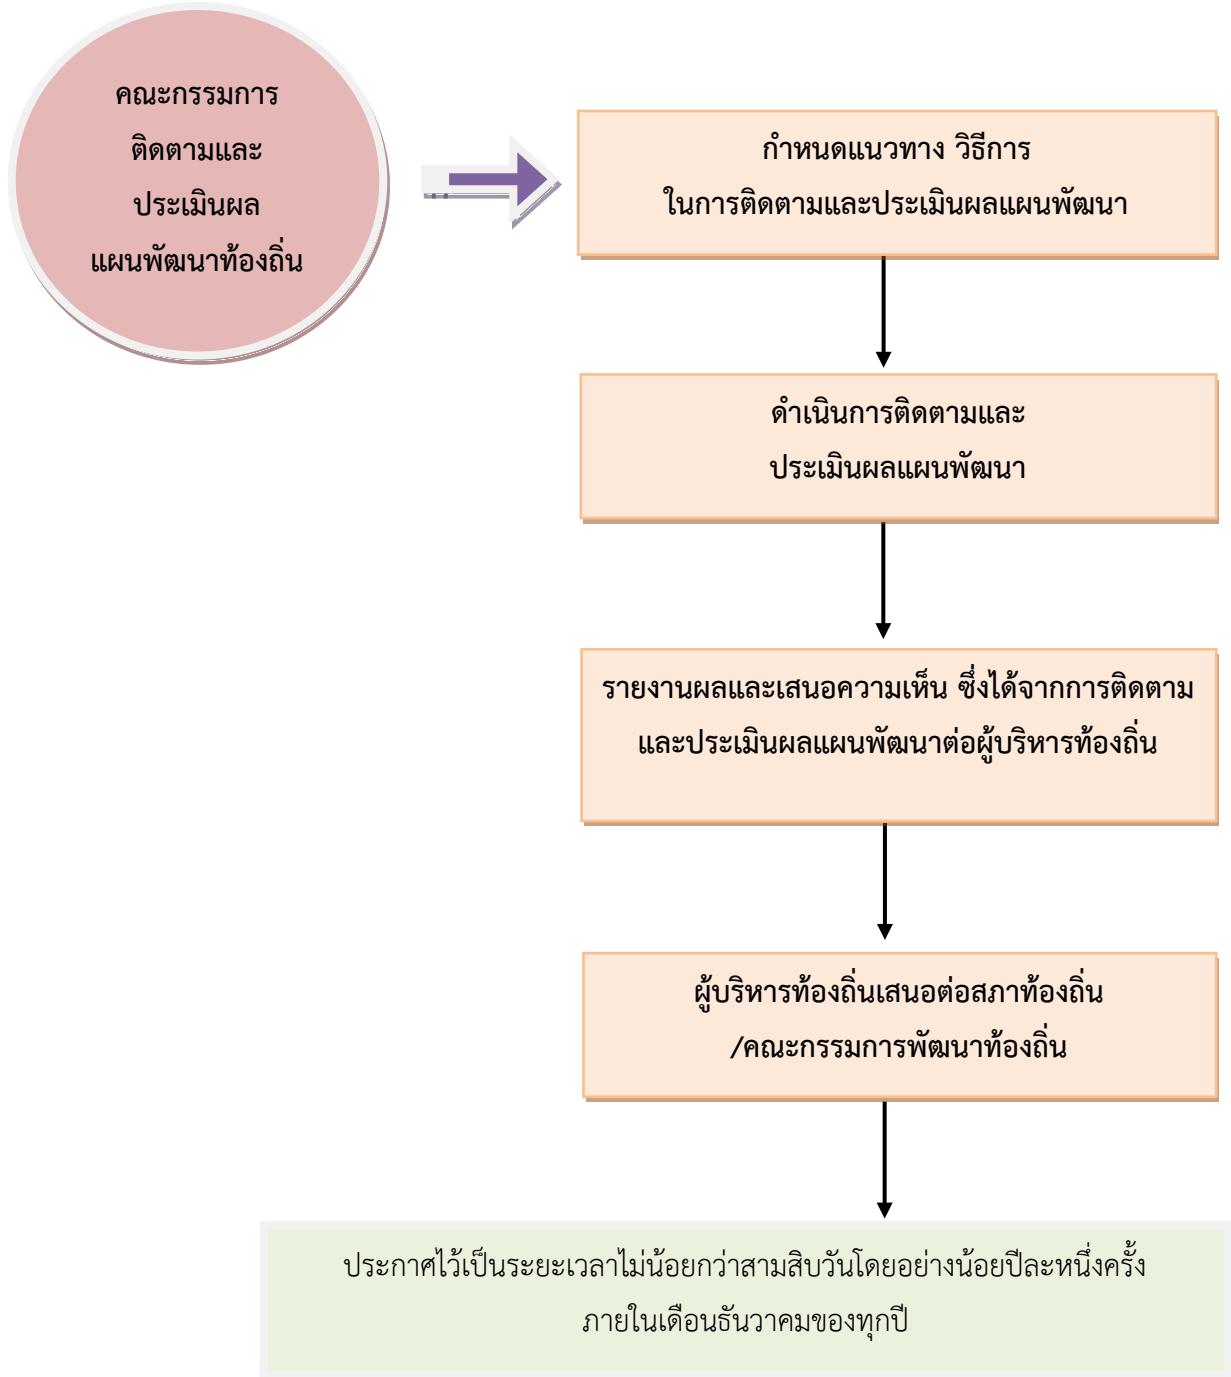 คณะกรรมการ
ติดตามและ
ประเมินผล
แผนพัฒนาท้องถิ่น
กำหนดแนวทาง วิธีการ
ในการติดตามและประเมินผลแผนพัฒนา
ดำเนินการติดตามและ
ประเมินผลแผนพัฒนา
รายงานผลและเสนอความเห็น ซึ่งได้จากการติดตาม
และประเมินผลแผนพัฒนาต่อผู้บริหารท้องถิ่น
ผู้บริหารท้องถิ่นเสนอต่อสภาท้องถิ่น
/คณะกรรมการพัฒนาท้องถิ่น
ประกาศไว้เป็นระยะเวลาไม่น้อยกว่าสามสิบวันโดยอย่างน้อยปีละหนึ่งครั้ง
ภายในเดือนธันวาคมของทุกปี